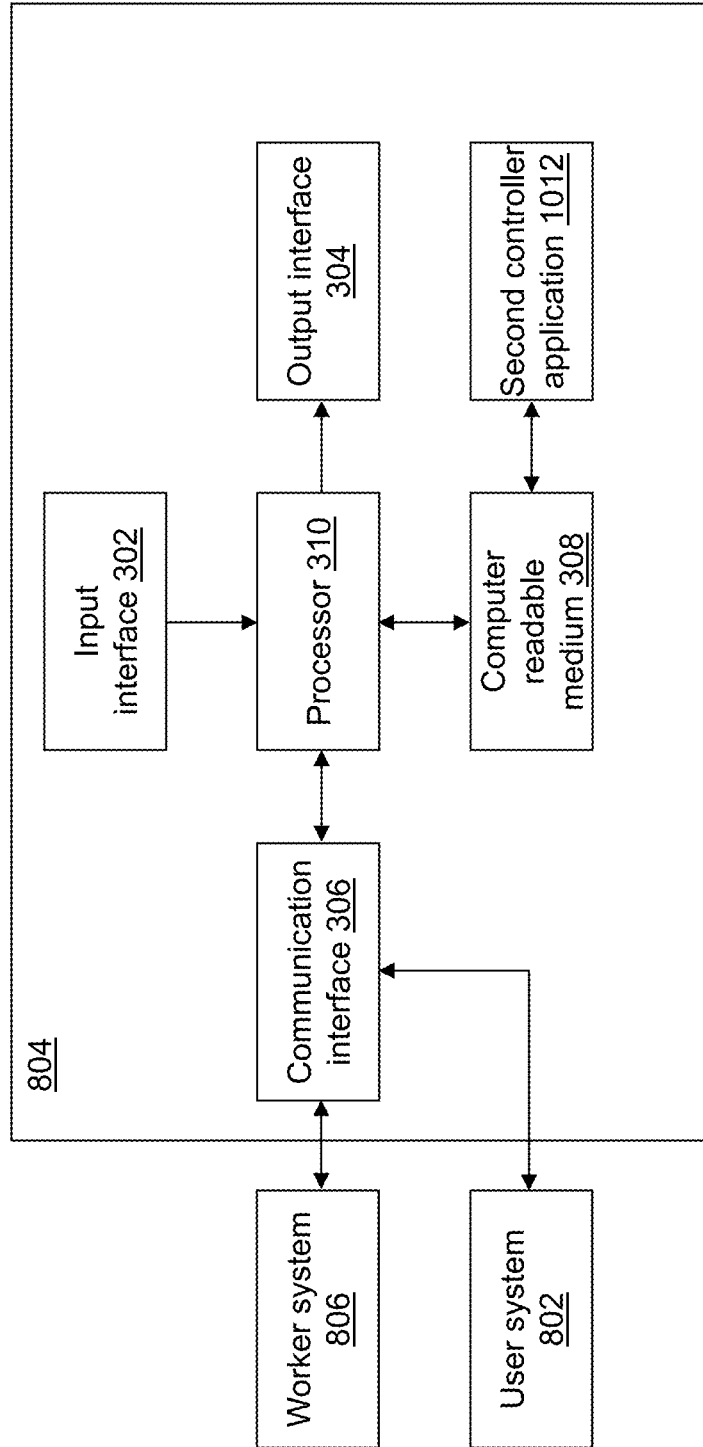 804
Input
interface 302
Worker system
806
Communication
interface 306
Processor 310
Output interface
304
User system
802
Computer
readable
medium 308
Second controller
application 1012